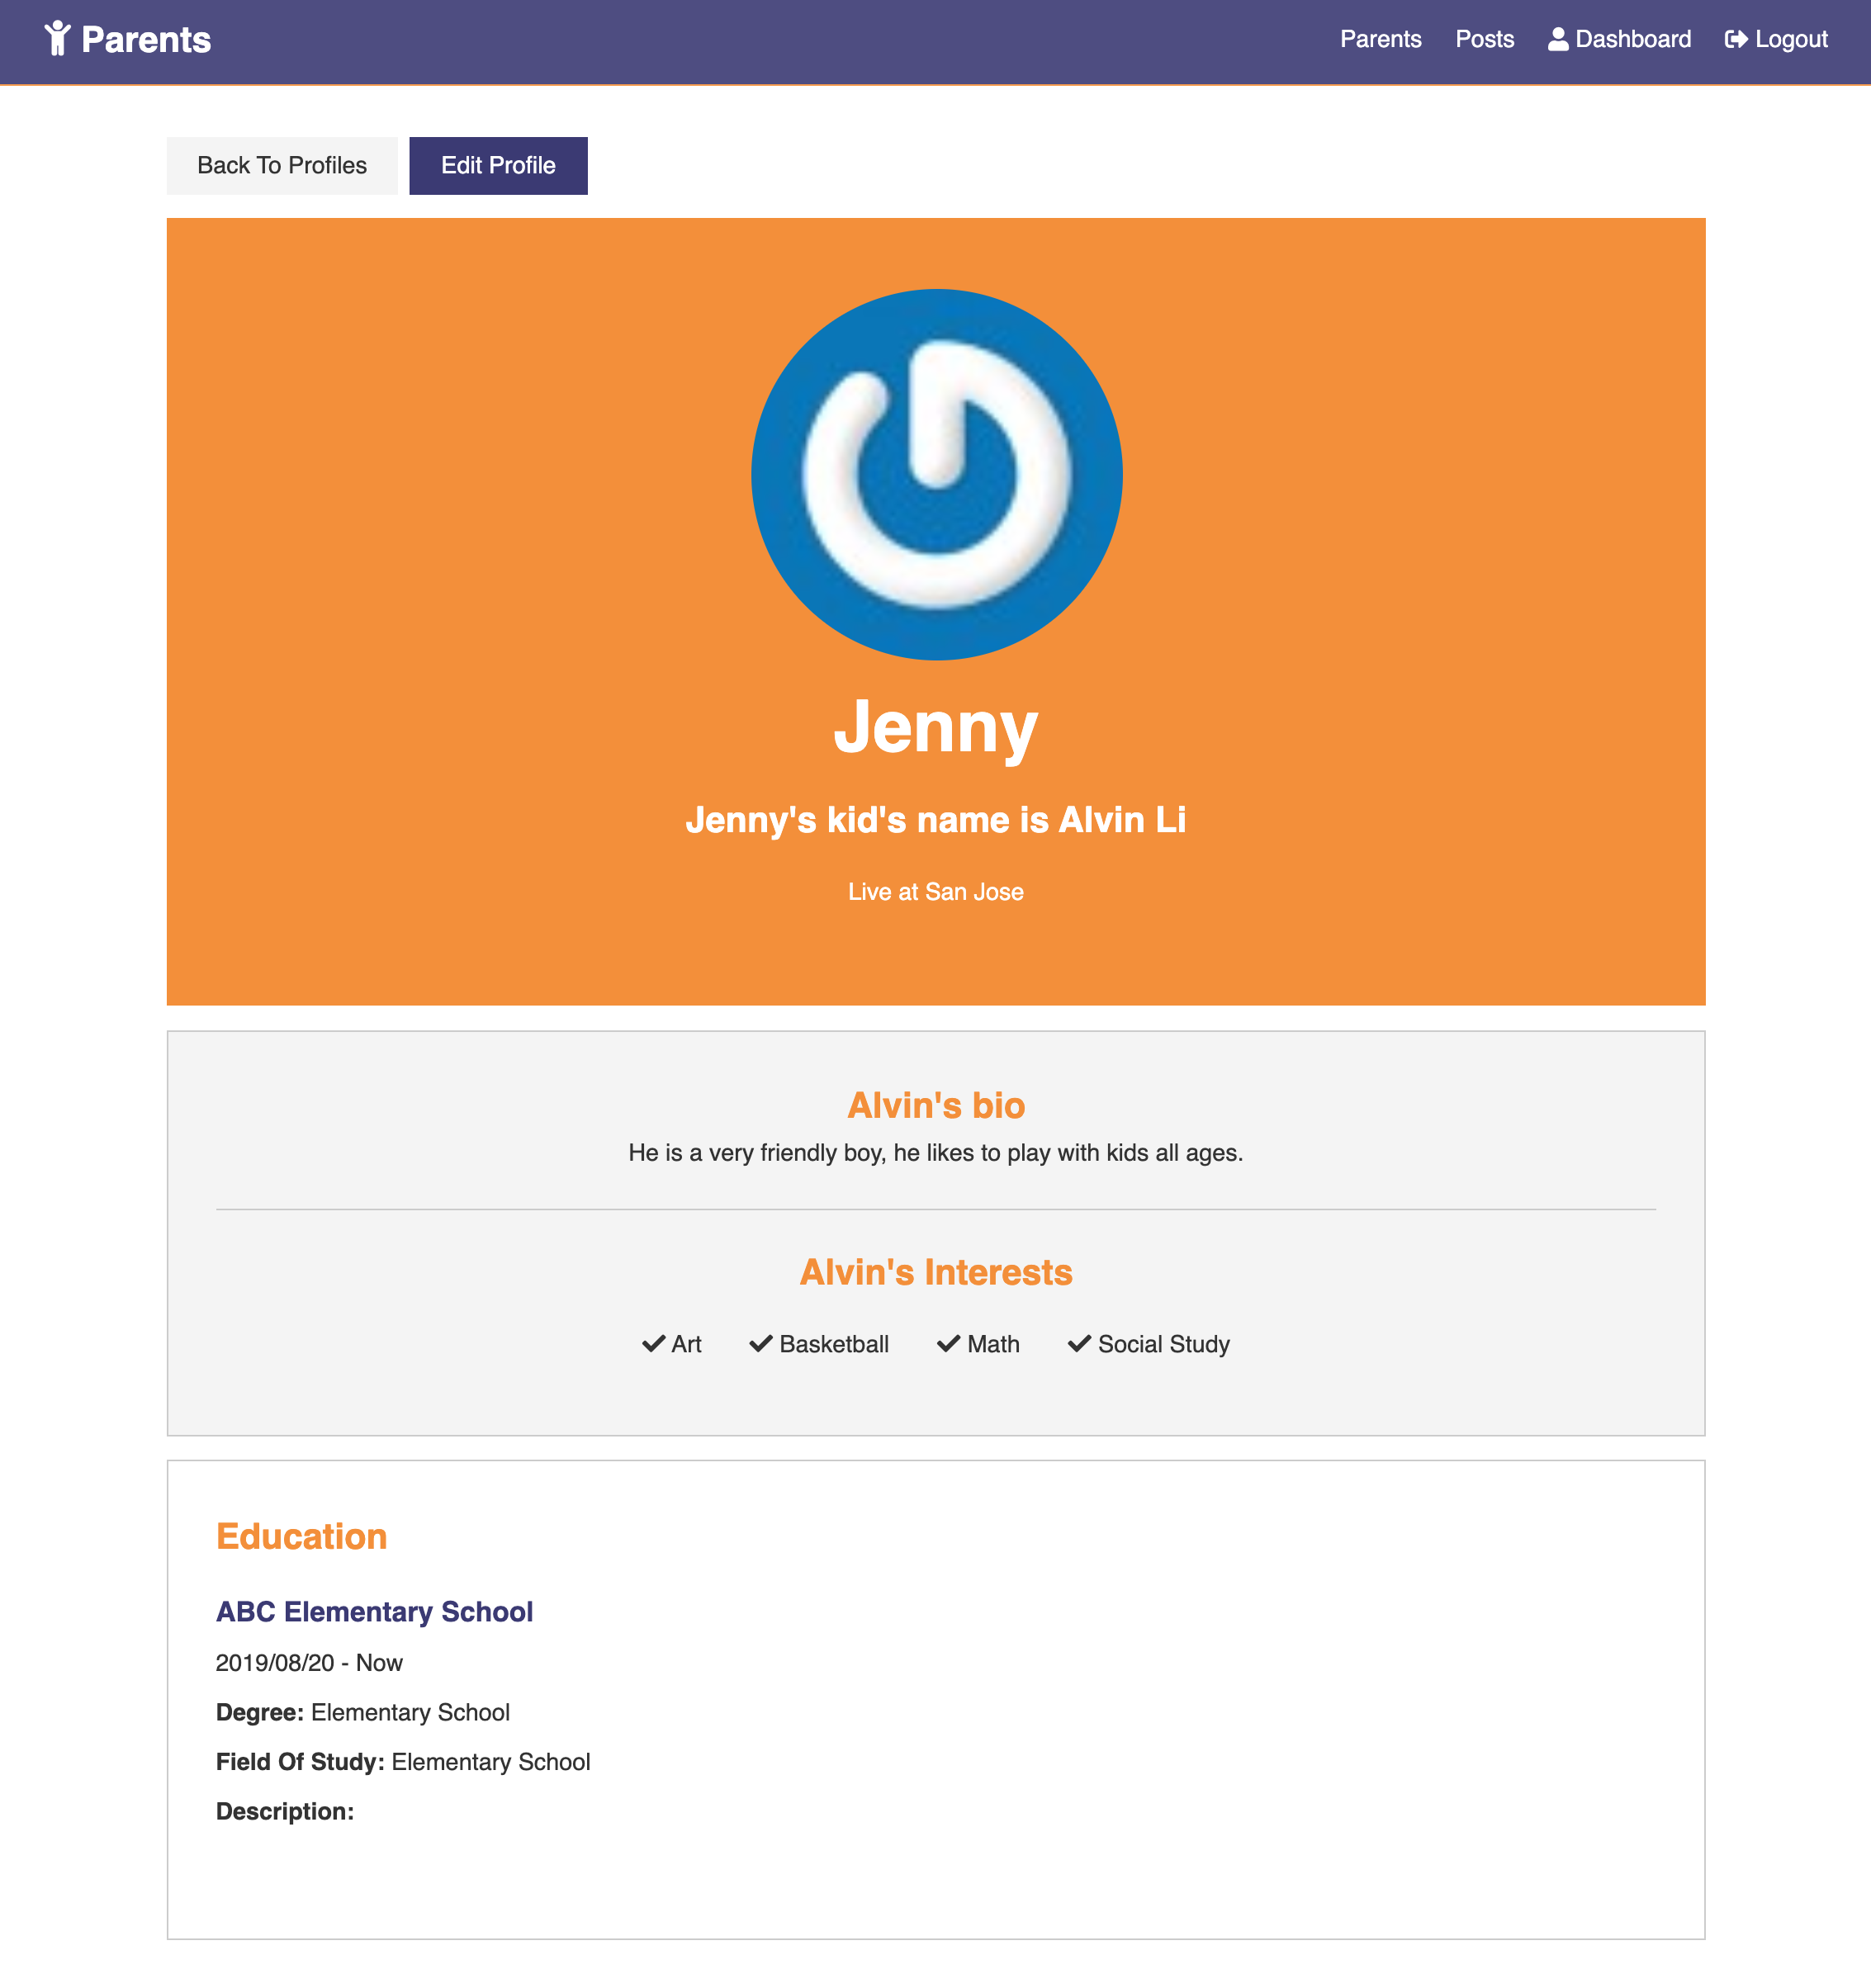 Parents
Parents Posts Dashboard Logout
Back To Profiles Edit Profile
Jenny
Jenny's kid's name is Alvin Li
Live at San Jose
Alvin's bio
He is a very friendly boy, he likes to play with kids all ages.
Alvin's Interests
Art Basketball Math Social Study
Education
ABC Elementary School
2019/08/20 - Now
Degree: Elementary School
Field Of Study: Elementary School
Description: